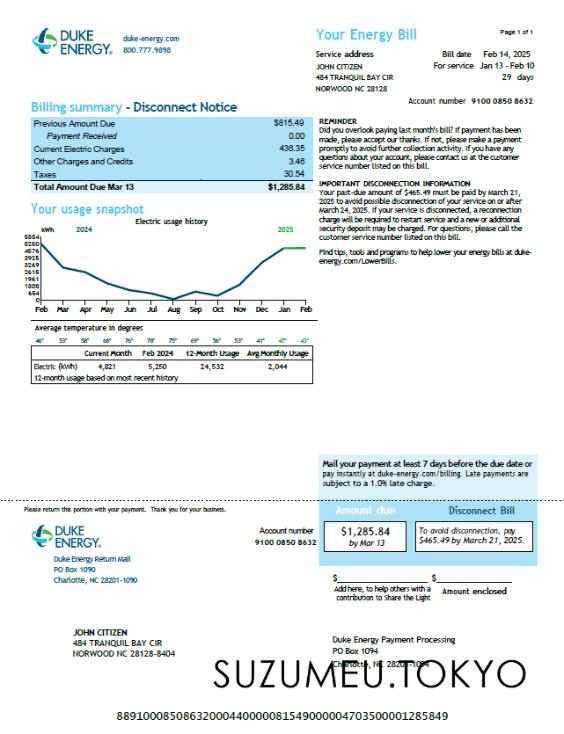 DUKE ENERGY®
duke-energy.com
800.777.9898
Your Energy Bill
Page 1 of 1
Service address
JOHN CITIZEN
484 TRANQUIL BAY CIR
NORWOOD NC 28128
Bill date Feb 14, 2025
For service Jan 13 - Feb 10
29 days
Account number 9100 0850 8632
Billing summary - Disconnect Notice
Previous Amount Due $815.49
Payment Received 0.00
Current Electric Charges 436.35
Other Charges and Credits 3.46
Taxes 30.54
Total Amount Due Mar 13 $1,285.84
REMINDER
Did you overlook paying last month's bill? If payment has been
made, please accept our thanks. If not, please make a payment
promptly to avoid further collection activity. If you have any
questions about your account, please contact us at the customer
service number listed on this bill.
IMPORTANT DISCONNECTION INFORMATION
Your past-due amount of $465.49 must be paid by March 21,
2025 to avoid possible disconnection of your service on or after
March 24, 2025. If your service is disconnected, a reconnection
charge will be required to restart service and a new or additional
security deposit may be charged. For questions, please call the
customer service number listed on this bill.
Find tips, tools and programs to help lower your energy bills at duke-
energy.com/LowerBills.
Your usage snapshot
Electric usage history
kWh 2024 2025
5884
5230
4576
3923
3269
2615
1961
1308
654
0
Feb Mar Apr May Jun Jul Aug Sep Oct Nov Dec Jan Feb
Average temperature in degrees
46° 53° 58° 68° 76° 78° 75° 69° 56° 53° 41° 47° 43°
Current Month Feb 2024 12-Month Usage Avg Monthly Usage
Electric (kWh) 4,821 5,250 24,532 2,044
12-month usage based on most recent history
Mail your payment at least 7 days before the due date or
pay instantly at duke-energy.com/billing. Late payments are
subject to a 1.0% late charge.
Please return this portion with your payment. Thank you for your business.
DUKE ENERGY®
Duke Energy Return Mail
PO Box 1090
Charlotte, NC 28201-1090
Account number
9100 0850 8632
Amount due
$1,285.84
by Mar 13
Disconnect Bill
To avoid disconnection, pay
$465.49 by March 21, 2025.
$ $
Add here, to help others with a
contribution to Share the Light
Amount enclosed
JOHN CITIZEN
484 TRANQUIL BAY CIR
NORWOOD NC 28128-8404
Duke Energy Payment Processing
PO Box 1094
Charlotte, NC 28201-1094
SUZUMEU.TOKYO
88910008508632000440000081549000004703500001285849